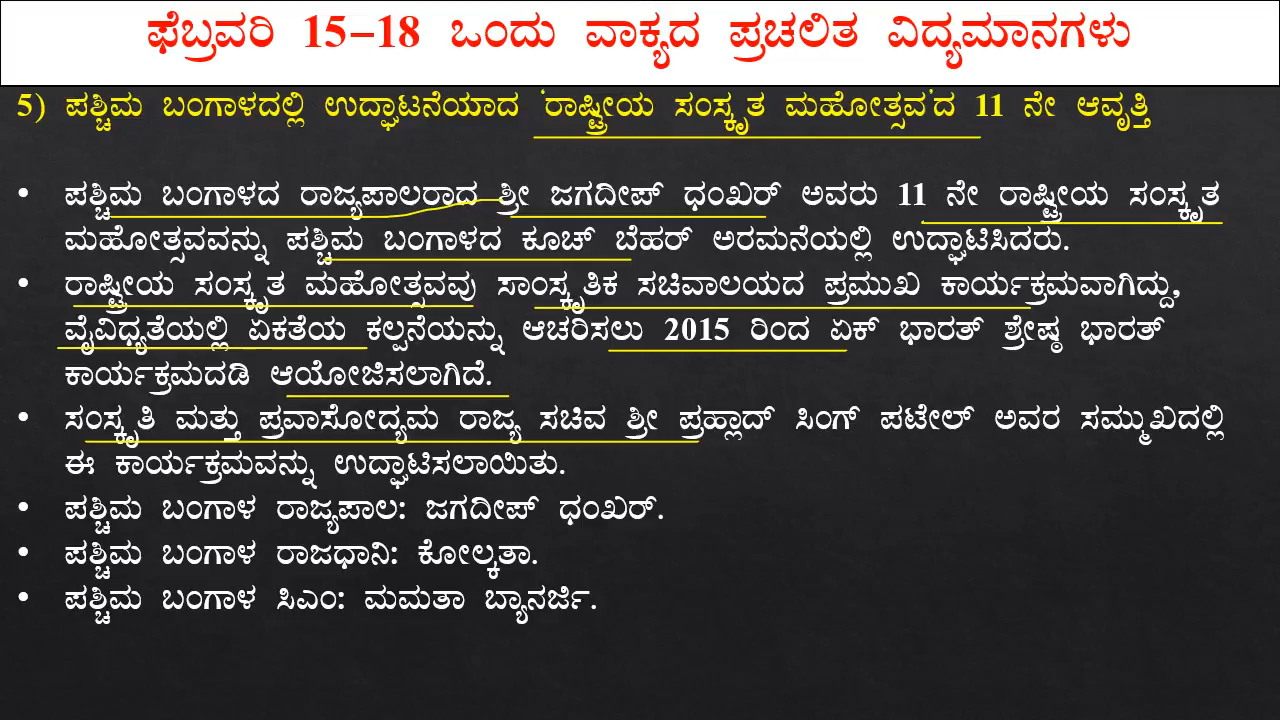 ಫೆಬ್ರವರಿ 15-18 ಒಂದು ವಾಕ್ಯದ ಪ್ರಚಲಿತ ವಿದ್ಯಮಾನಗಳು
5) ಪಶ್ಚಿಮ ಬಂಗಾಳದಲ್ಲಿ ಉದ್ಘಾಟನೆಯಾದ 'ರಾಷ್ಟ್ರೀಯ ಸಂಸ್ಕೃತ ಮಹೋತ್ಸವ'ದ 11 ನೇ ಆವೃತ್ತಿ
• ಪಶ್ಚಿಮ ಬಂಗಾಳದ ರಾಜ್ಯಪಾಲರಾದ ಶ್ರೀ ಜಗದೀಪ್ ಧಂಖರ್ ಅವರು 11 ನೇ ರಾಷ್ಟ್ರೀಯ ಸಂಸ್ಕೃತ
ಮಹೋತ್ಸವವನ್ನು ಪಶ್ಚಿಮ ಬಂಗಾಳದ ಕೂಚ್ ಬೆಹರ್ ಅರಮನೆಯಲ್ಲಿ ಉದ್ಘಾಟಿಸಿದರು.
• ರಾಷ್ಟ್ರೀಯ ಸಂಸ್ಕೃತ ಮಹೋತ್ಸವವು ಸಾಂಸ್ಕೃತಿಕ ಸಚಿವಾಲಯದ ಪ್ರಮುಖ ಕಾರ್ಯಕ್ರಮವಾಗಿದ್ದು,
ವೈವಿಧ್ಯತೆಯಲ್ಲಿ ಏಕತೆಯ ಕಲ್ಪನೆಯನ್ನು ಆಚರಿಸಲು 2015 ರಿಂದ ಏಕ್ ಭಾರತ್ ಶ್ರೇಷ್ಠ ಭಾರತ್
ಕಾರ್ಯಕ್ರಮದಡಿ ಆಯೋಜಿಸಲಾಗಿದೆ.
• ಸಂಸ್ಕೃತಿ ಮತ್ತು ಪ್ರವಾಸೋದ್ಯಮ ರಾಜ್ಯ ಸಚಿವ ಶ್ರೀ ಪ್ರಹ್ಲಾದ್ ಸಿಂಗ್ ಪಟೇಲ್ ಅವರ ಸಮ್ಮುಖದಲ್ಲಿ
ಈ ಕಾರ್ಯಕ್ರಮವನ್ನು ಉದ್ಘಾಟಿಸಲಾಯಿತು.
• ಪಶ್ಚಿಮ ಬಂಗಾಳ ರಾಜ್ಯಪಾಲ: ಜಗದೀಪ್ ಧಂಖರ್.
• ಪಶ್ಚಿಮ ಬಂಗಾಳ ರಾಜಧಾನಿ: ಕೋಲ್ಕತಾ.
• ಪಶ್ಚಿಮ ಬಂಗಾಳ ಸಿಎಂ: ಮಮತಾ ಬ್ಯಾನರ್ಜಿ.